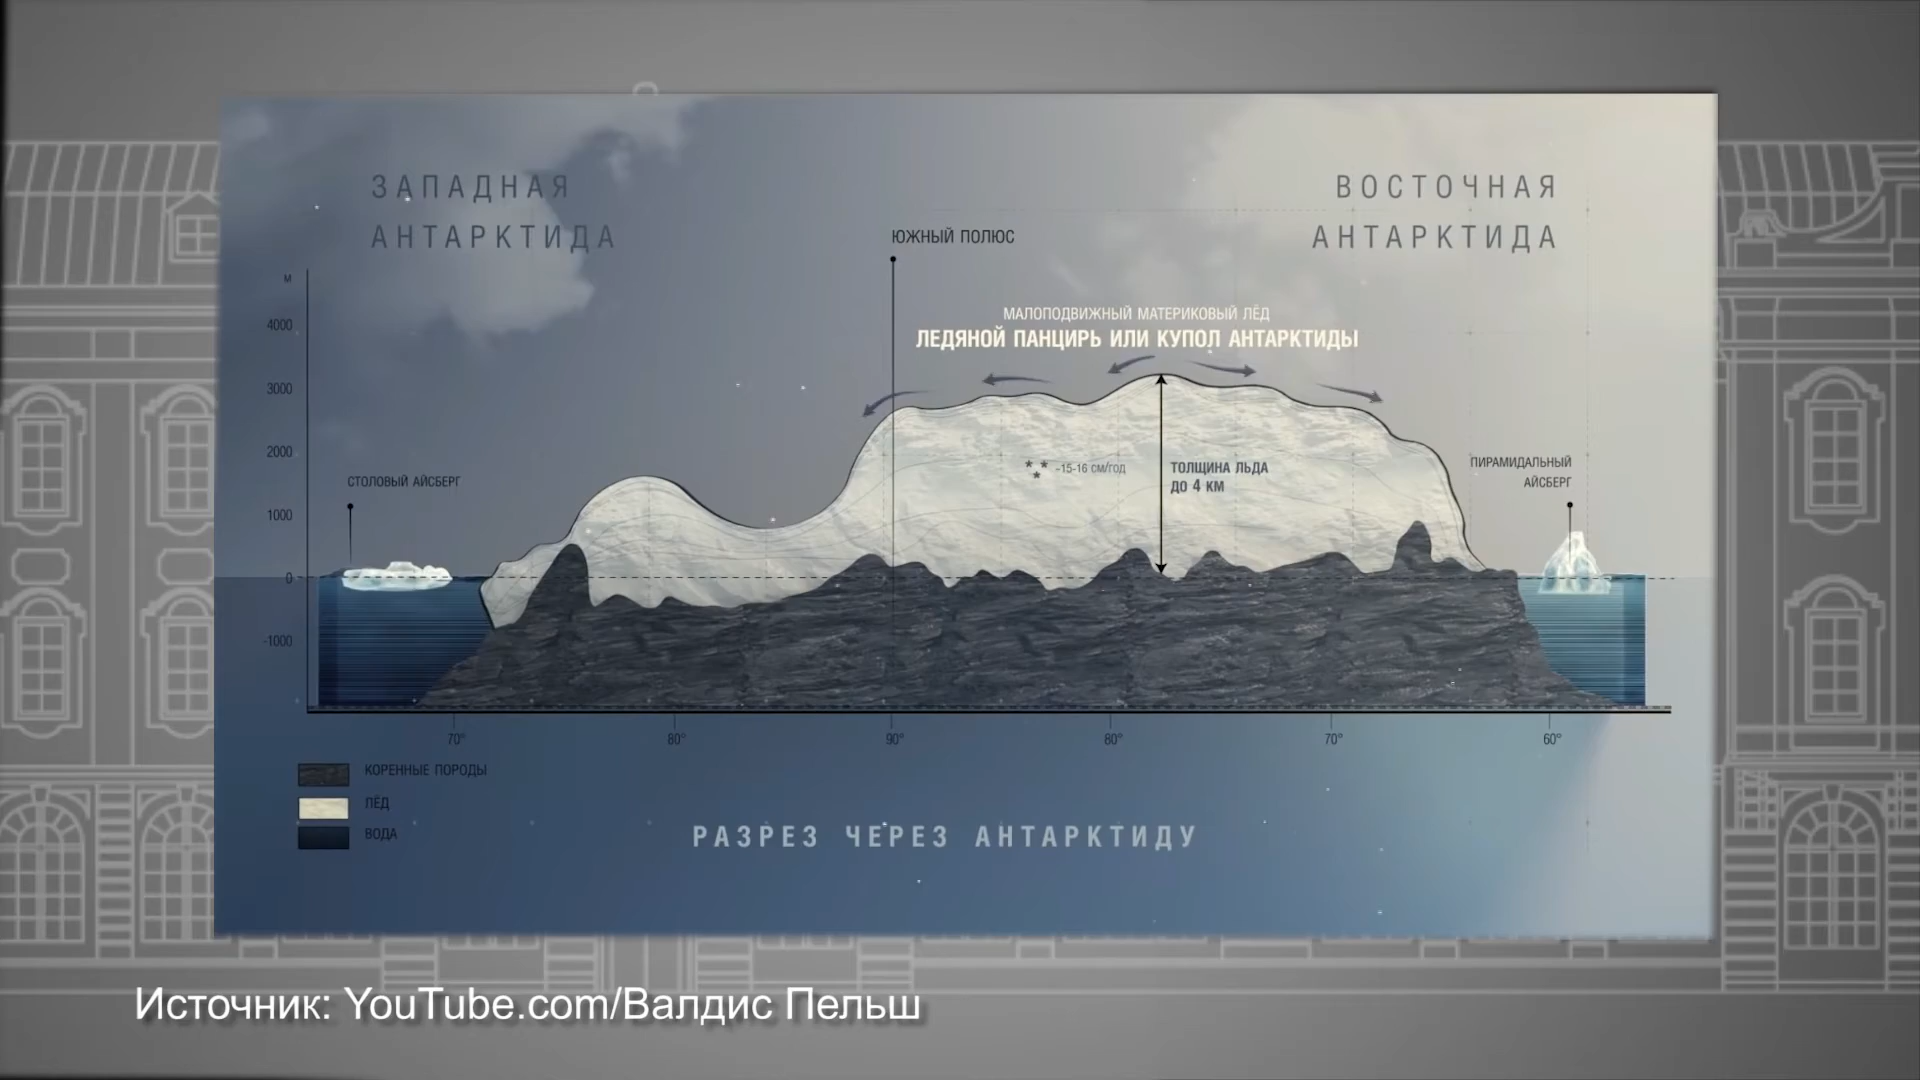 ЗАПАДНАЯ
АНТАРКТИДА
ВОСТОЧНАЯ
АНТАРКТИДА
ЮЖНЫЙ ПОЛЮС
МАЛОПОДВИЖНЫЙ МАТЕРИКОВЫЙ ЛЁД
ЛЕДЯНОЙ ПАНЦИРЬ ИЛИ КУПОЛ АНТАРКТИДЫ
М
4000
3000
2000
1000
0
-1000
СТОЛОВЫЙ АЙСБЕРГ
~15-16 СМ/ГОД
ТОЛЩИНА ЛЬДА
ДО 4 КМ
ПИРАМИДАЛЬНЫЙ
АЙСБЕРГ
70° 80° 90° 80° 70° 60°
КОРЕННЫЕ ПОРОДЫ
ЛЁД
ВОДА
РАЗРЕЗ ЧЕРЕЗ АНТАРКТИДУ
Источник: YouTube.com/Валдис Пельш